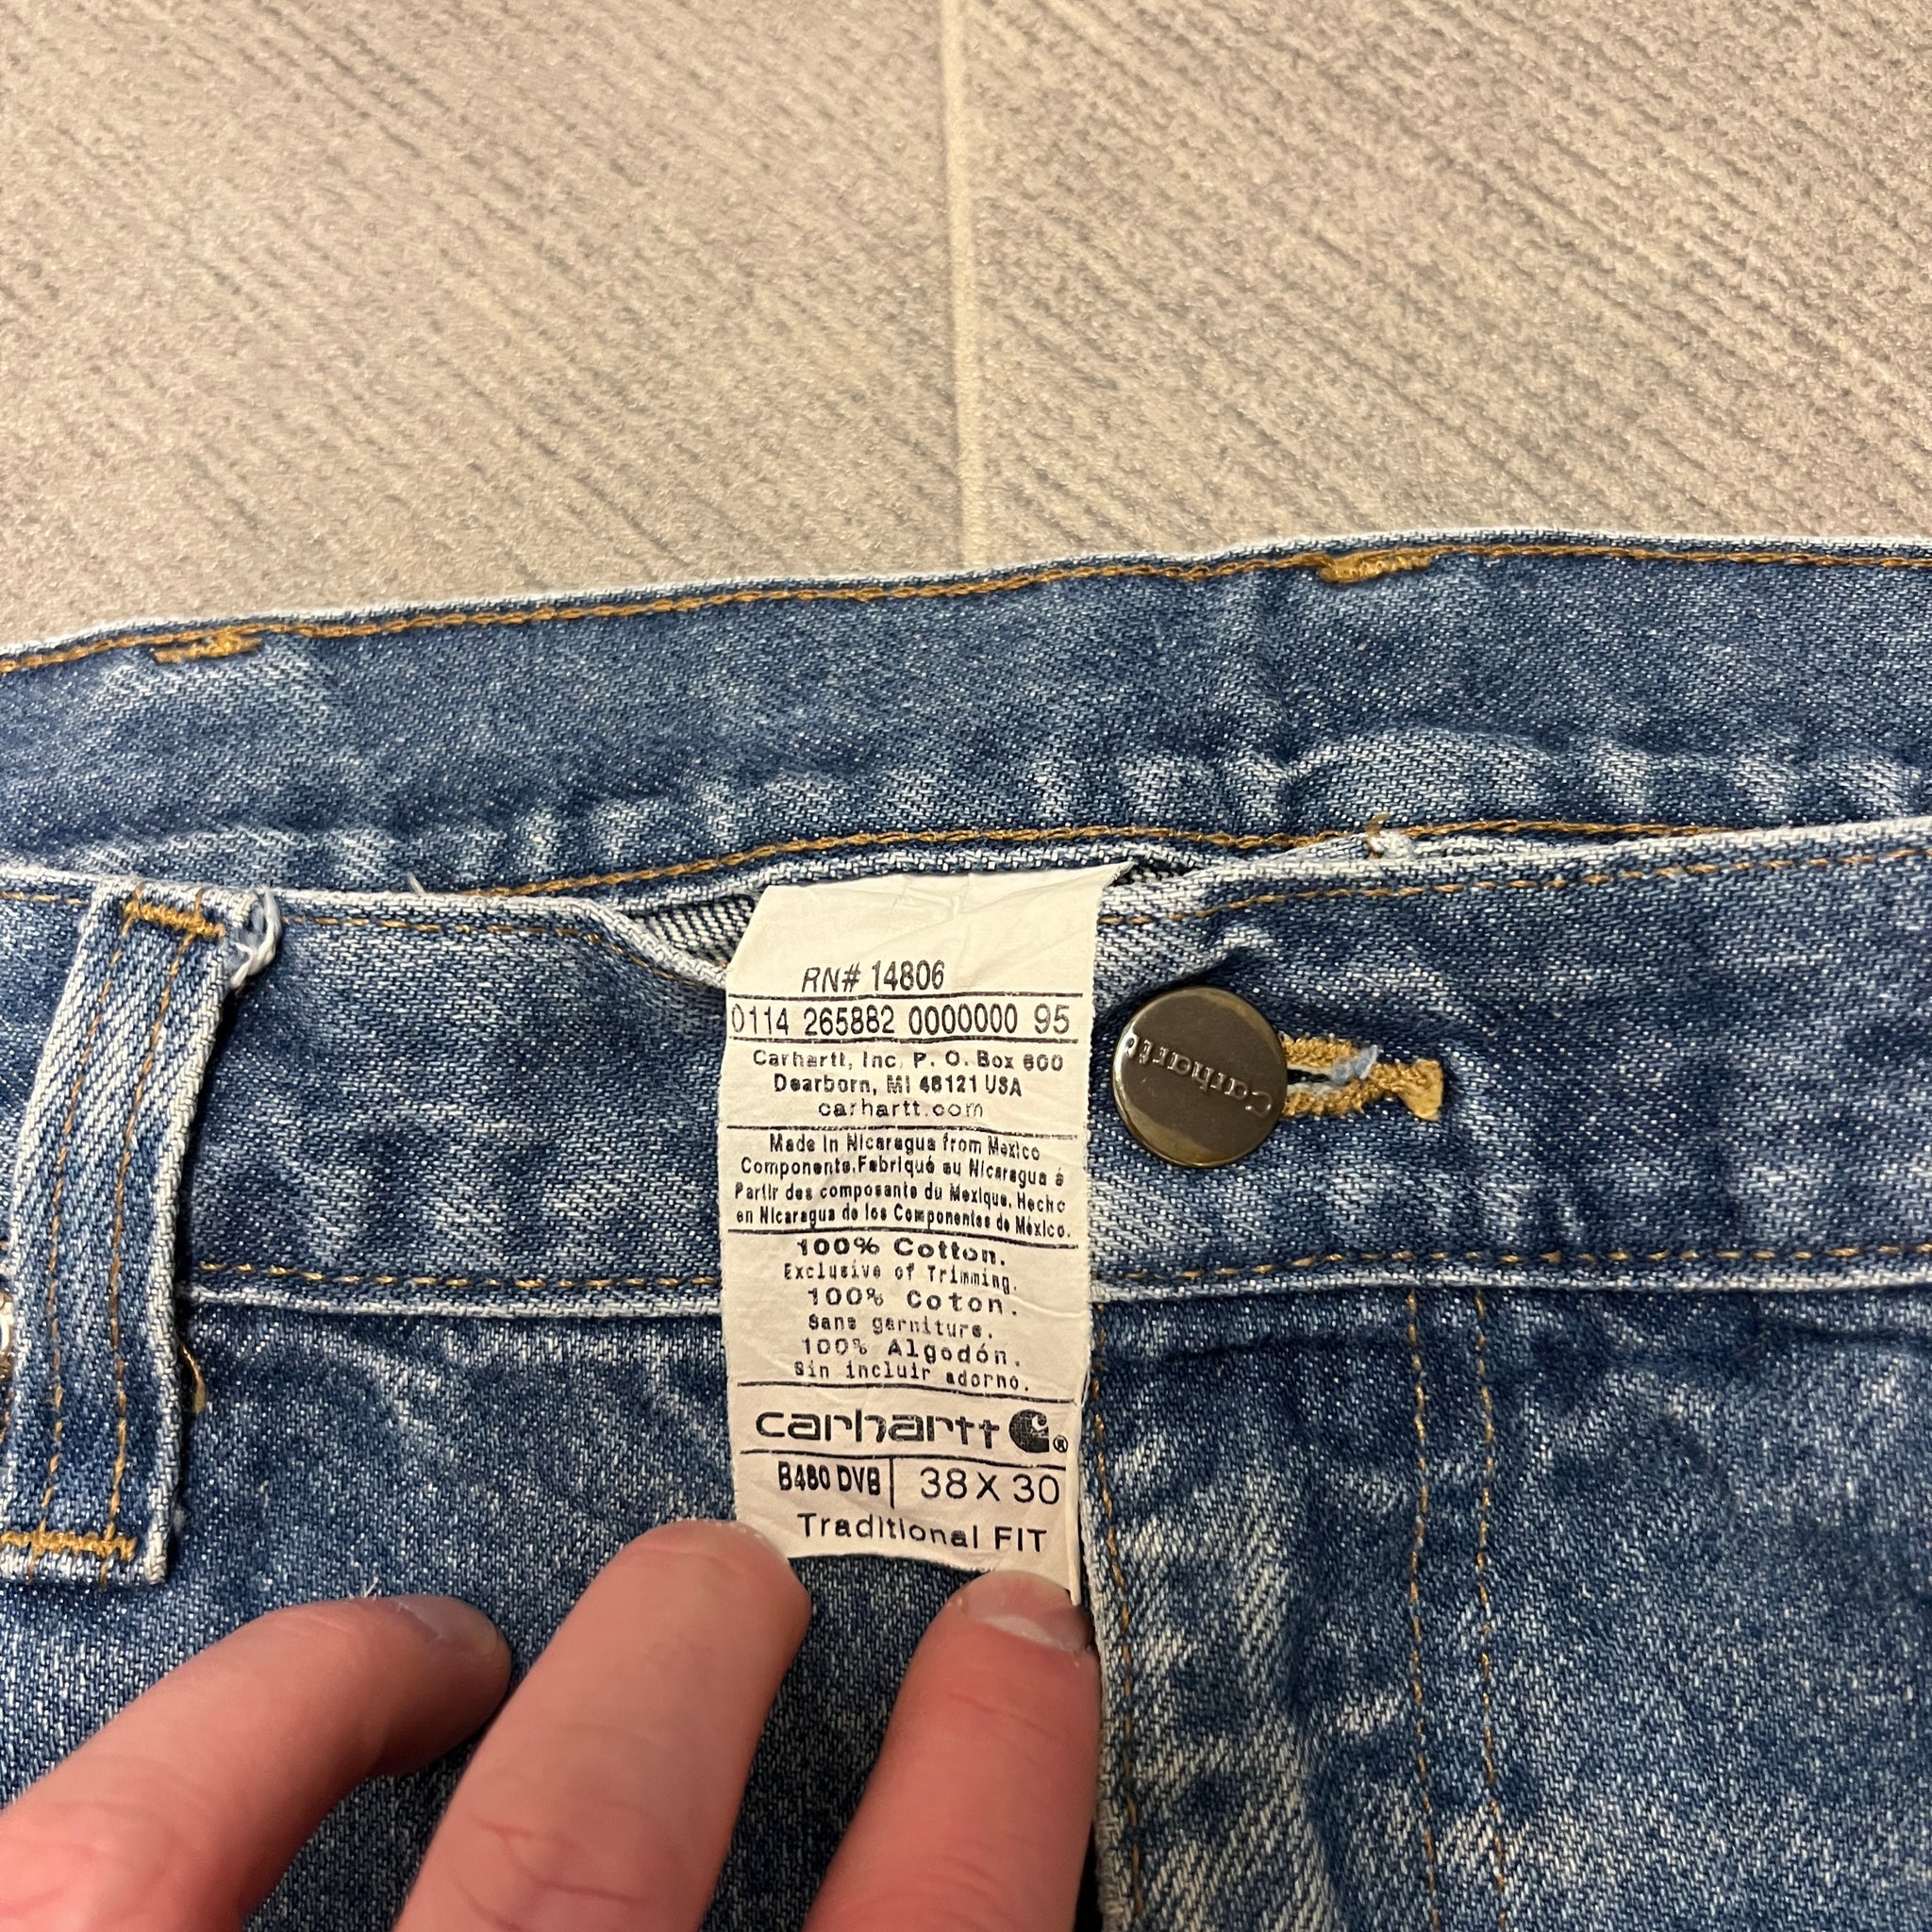 RN# 14806
0114 265882 0000000 95
Carhartt, Inc. P. O. Box 600
Dearborn, MI 48121 USA
carhartt.com
Made In Nicaragua from Mexico
Components.Fabriqué au Nicaragua á
Partir des composants du Mexique. Hecho
en Nicaragua de los Componentes de México.
100% Cotton.
Exclusive of Trimming.
100% Coton.
Sans garniture.
100% Algodón.
Sin incluir adorno.
carhartt ®
B480 DVB 38 X 30
Traditional FIT
Carhartt